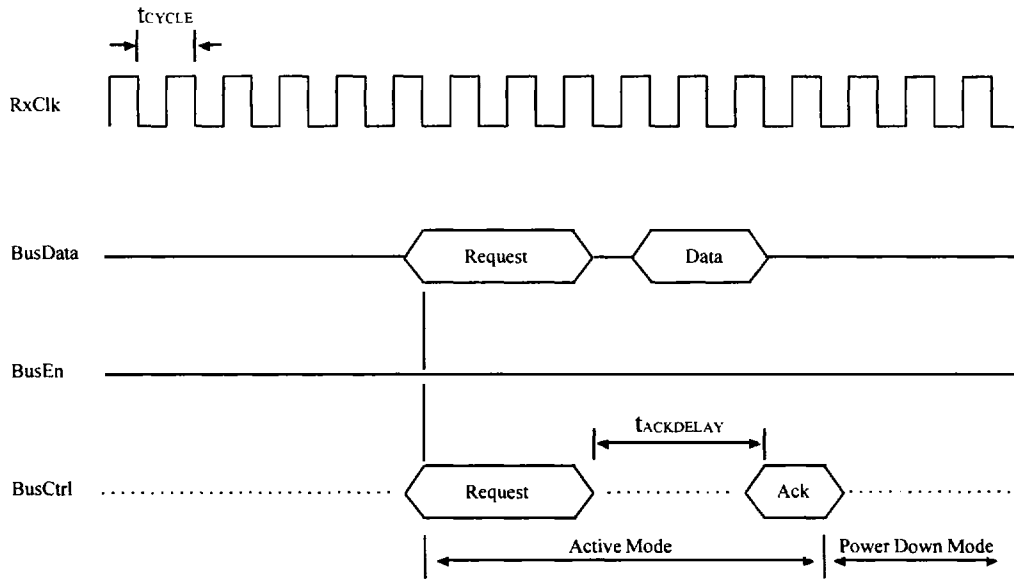 tCYCLE
RxClk
BusData
Request
Data
BusEn
tACKDELAY
BusCtrl
Request
Ack
Active Mode
Power Down Mode